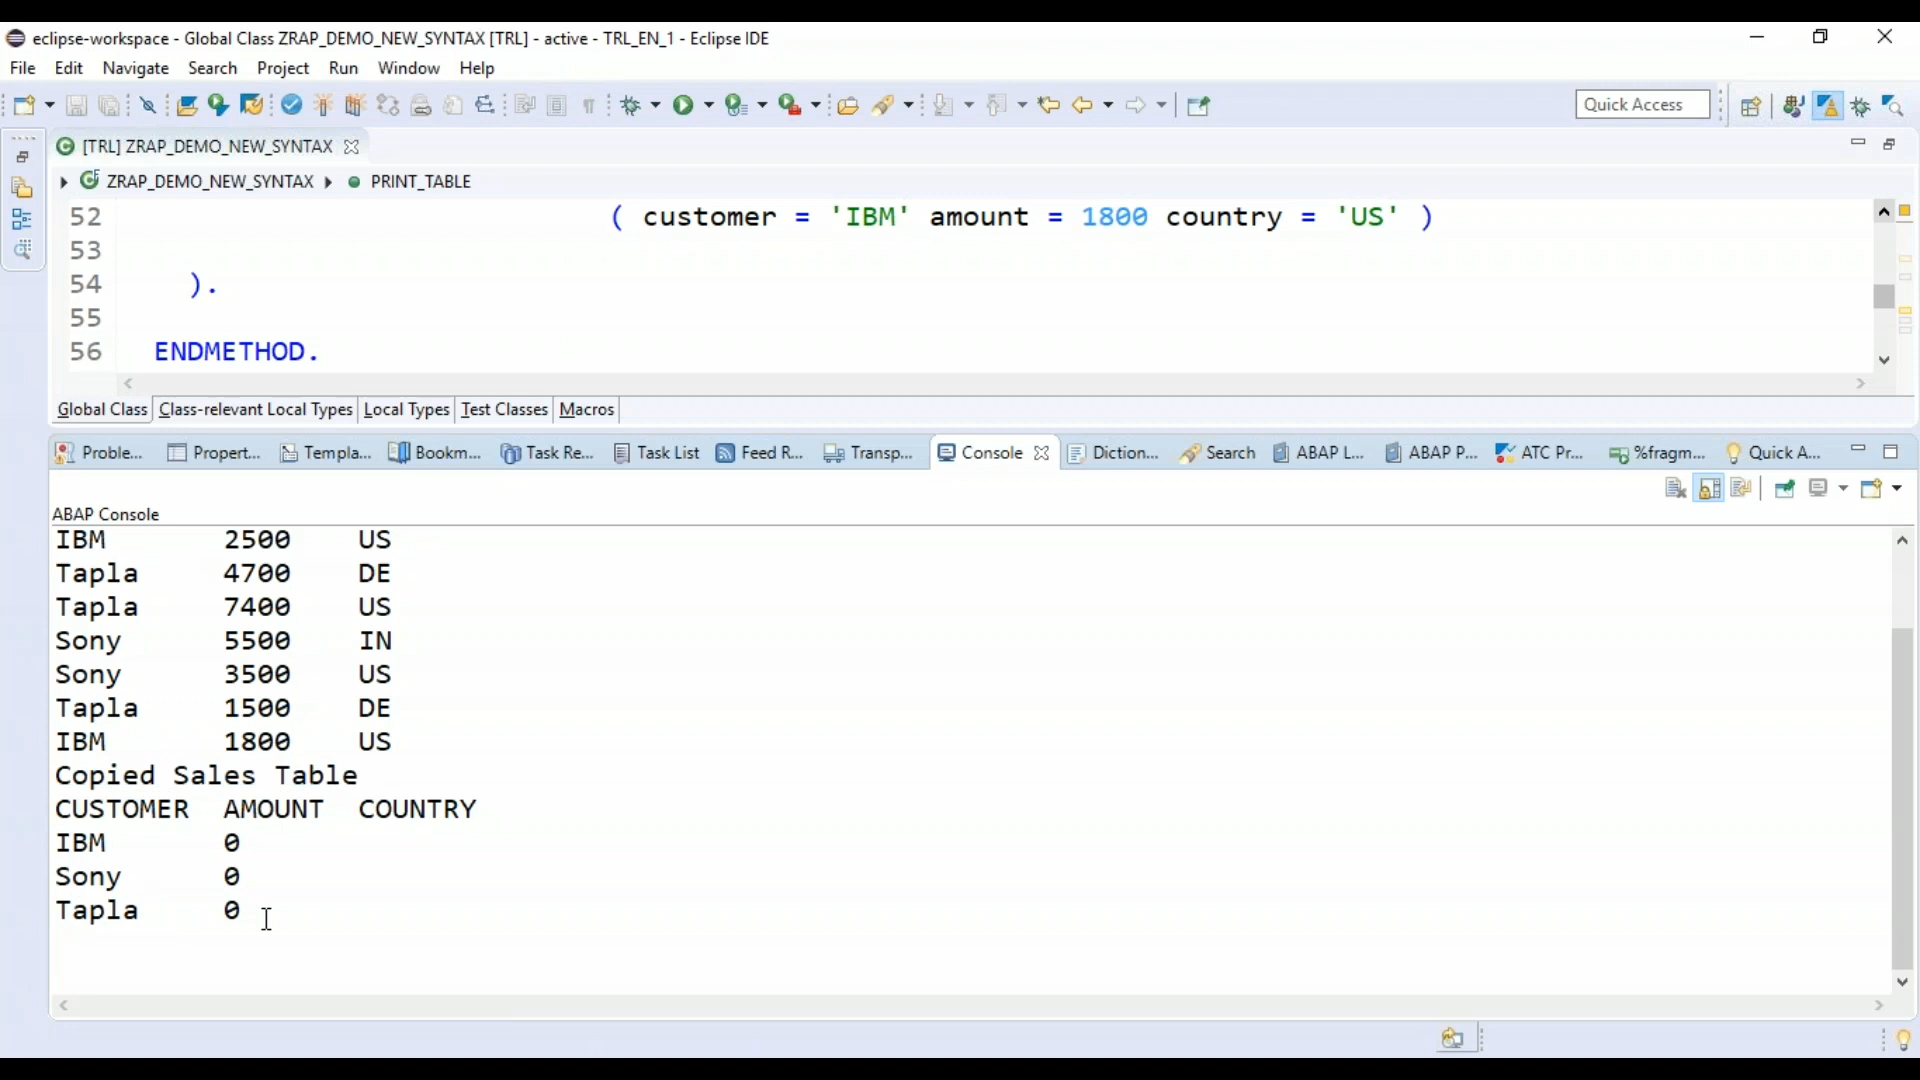 eclipse-workspace - Global Class ZRAP_DEMO_NEW_SYNTAX [TRL] - active - TRL_EN_1 - Eclipse IDE
File Edit Navigate Search Project Run Window Help
Quick Access
[TRL] ZRAP_DEMO_NEW_SYNTAX
ZRAP_DEMO_NEW_SYNTAX PRINT_TABLE
52 ( customer = 'IBM' amount = 1800 country = 'US' )
53
54 ).
55
56 ENDMETHOD.
Global Class Class-relevant Local Types Local Types Test Classes Macros
Proble... Propert... Templa... Bookm... Task Re... Task List Feed R... Transp... Console Diction... Search ABAP L... ABAP P... ATC Pr... %fragm... Quick A...
ABAP Console
IBM 2500 US
Tapla 4700 DE
Tapla 7400 US
Sony 5500 IN
Sony 3500 US
Tapla 1500 DE
IBM 1800 US
Copied Sales Table
CUSTOMER AMOUNT COUNTRY
IBM 0
Sony 0
Tapla 0